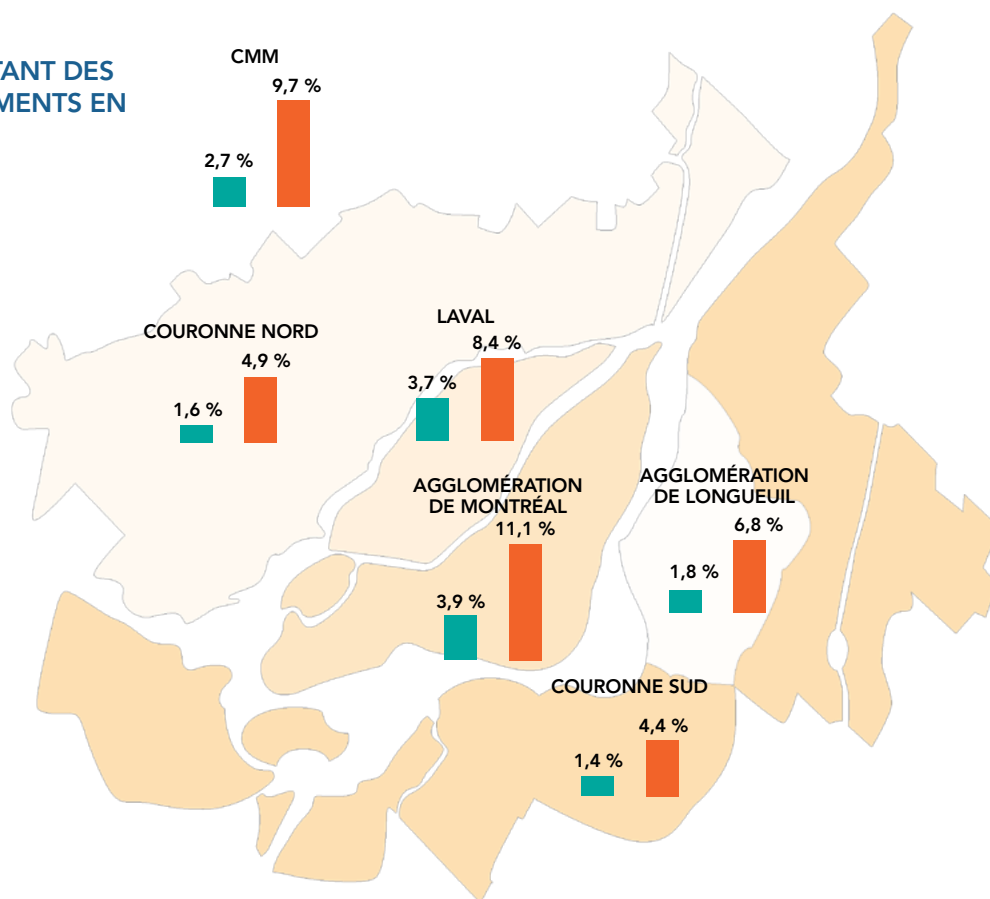 DES
EN
CMM
9,7 %
2,7 %
COURONNE NORD
4,9 %
1,6 %
LAVAL
8,4 %
3,7 %
AGGLOMÉRATION
DE MONTRÉAL
11,1 %
3,9 %
AGGLOMÉRATION
DE LONGUEUIL
6,8 %
1,8 %
COURONNE SUD
4,4 %
1,4 %